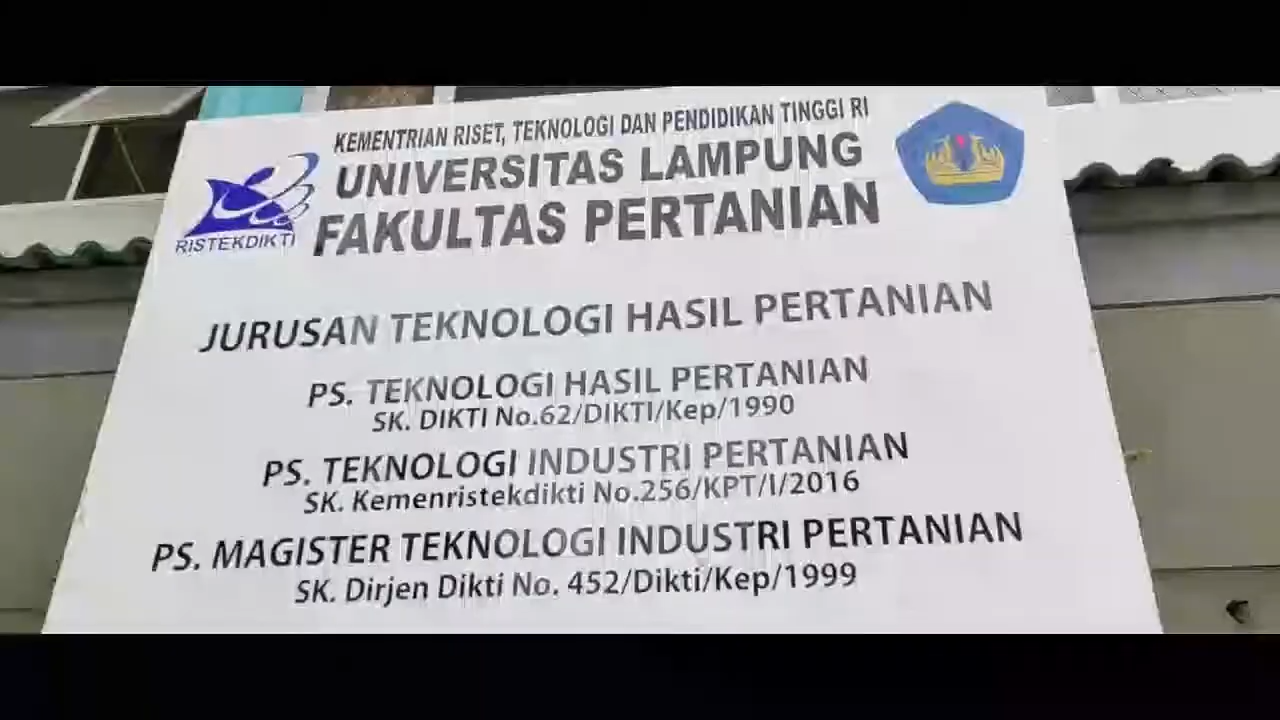 KEMENTRIAN RISET, TEKNOLOGI DAN PENDIDIKAN TINGGI RI
UNIVERSITAS LAMPUNG
FAKULTAS PERTANIAN
RISTEKDIKTI
JURUSAN TEKNOLOGI HASIL PERTANIAN
PS. TEKNOLOGI HASIL PERTANIAN
SK. DIKTI No.62/DIKTI/Kep/1990
PS. TEKNOLOGI INDUSTRI PERTANIAN
SK. Kemenristekdikti No.256/KPT/I/2016
PS. MAGISTER TEKNOLOGI INDUSTRI PERTANIAN
SK. Dirjen Dikti No. 452/Dikti/Kep/1999